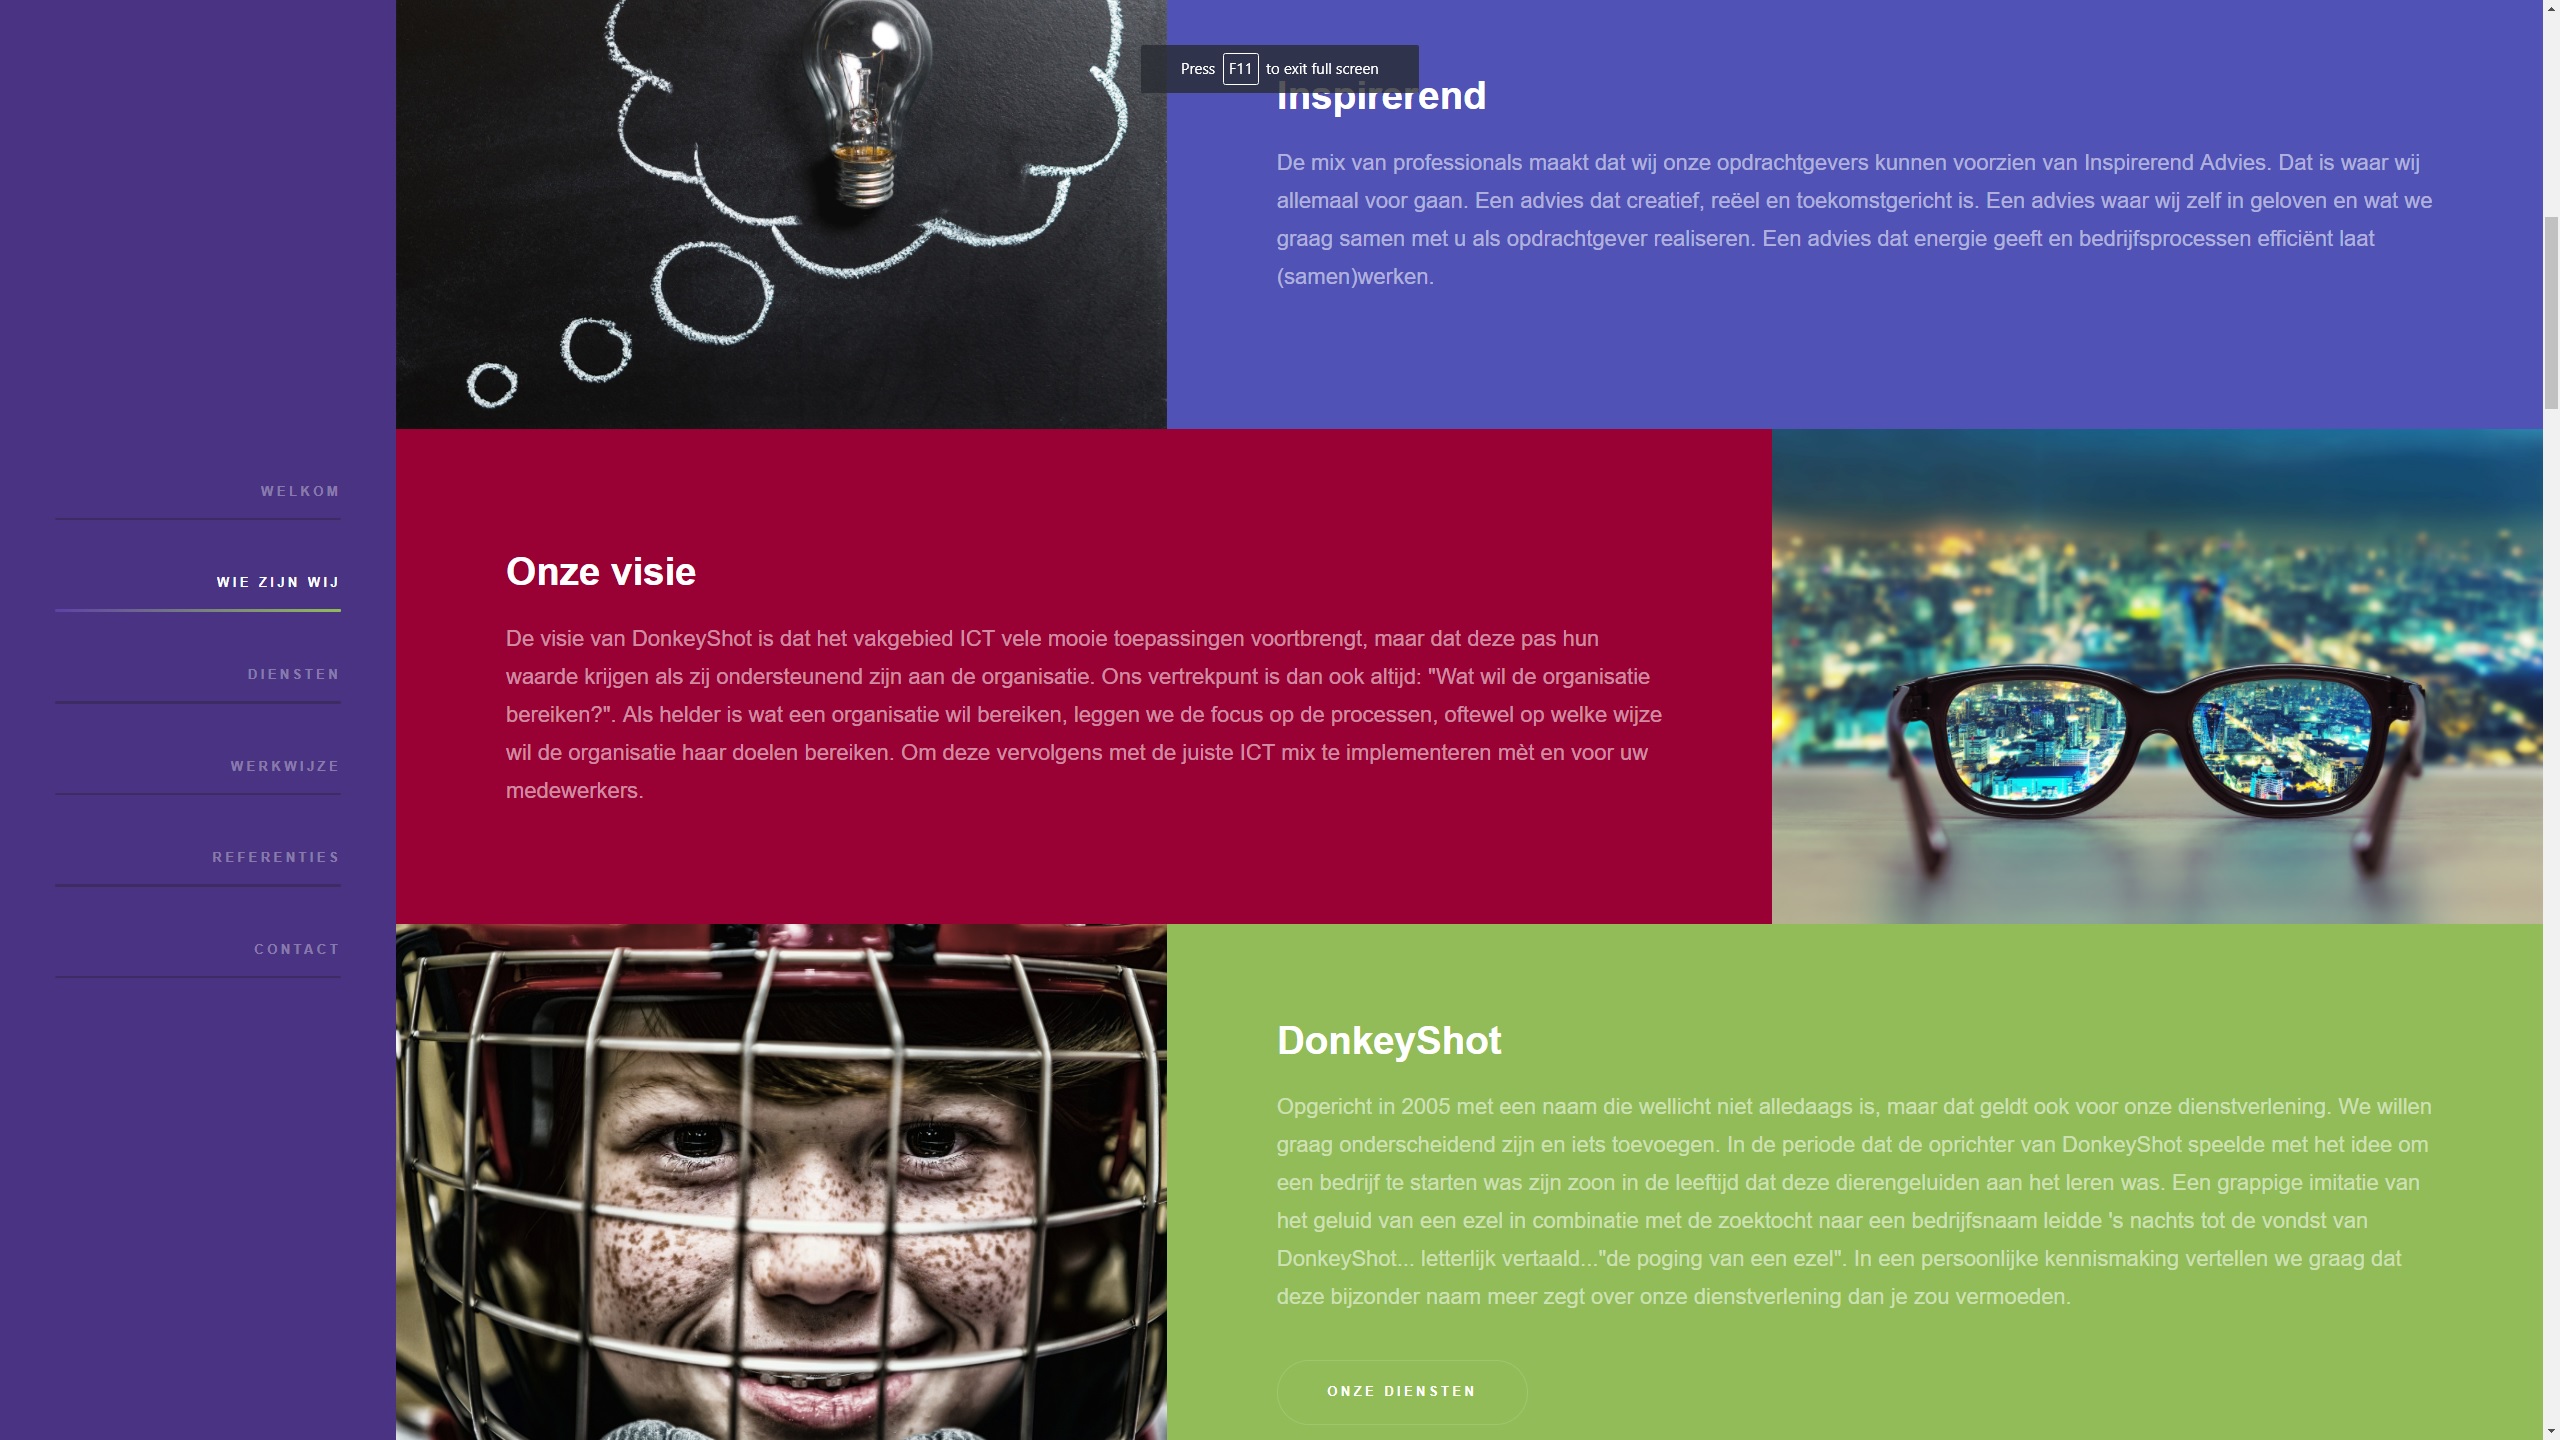 Press F11 to exit full screen
Inspirerend
De mix van professionals maakt dat wij onze opdrachtgevers kunnen voorzien van Inspirerend Advies. Dat is waar wij
allemaal voor gaan. Een advies dat creatief, reëel en toekomstgericht is. Een advies waar wij zelf in geloven en wat we
graag samen met u als opdrachtgever realiseren. Een advies dat energie geeft en bedrijfsprocessen efficiënt laat
(samen)werken.
WELKOM
WIE ZIJN WIJ
DIENSTEN
WERKWIJZE
REFERENTIES
CONTACT
Onze visie
De visie van DonkeyShot is dat het vakgebied ICT vele mooie toepassingen voortbrengt, maar dat deze pas hun
waarde krijgen als zij ondersteunend zijn aan de organisatie. Ons vertrekpunt is dan ook altijd: "Wat wil de organisatie
bereiken?". Als helder is wat een organisatie wil bereiken, leggen we de focus op de processen, oftewel op welke wijze
wil de organisatie haar doelen bereiken. Om deze vervolgens met de juiste ICT mix te implementeren mèt en voor uw
medewerkers.
DonkeyShot
Opgericht in 2005 met een naam die wellicht niet alledaags is, maar dat geldt ook voor onze dienstverlening. We willen
graag onderscheidend zijn en iets toevoegen. In de periode dat de oprichter van DonkeyShot speelde met het idee om
een bedrijf te starten was zijn zoon in de leeftijd dat deze dierengeluiden aan het leren was. Een grappige imitatie van
het geluid van een ezel in combinatie met de zoektocht naar een bedrijfsnaam leidde 's nachts tot de vondst van
DonkeyShot... letterlijk vertaald..."de poging van een ezel". In een persoonlijke kennismaking vertellen we graag dat
deze bijzonder naam meer zegt over onze dienstverlening dan je zou vermoeden.
ONZE DIENSTEN